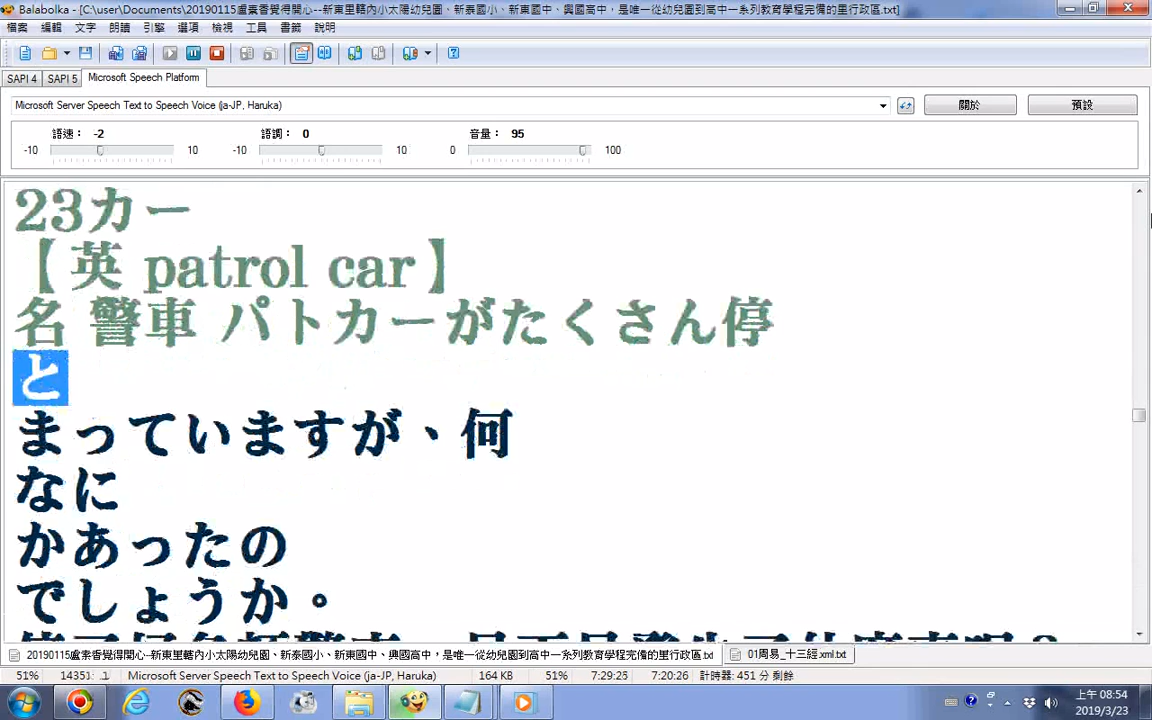 Balabolka - [C:\user\Documents\20190115盧素香覺得開心--新東里轄內小太陽幼兒園、新泰國小、新東國中、興國高中，是唯一從幼兒園到高中一系列教育學程完備的里行政區.txt]
檔案 編輯 文字 朗讀 檢視 引擎 選項 工具 書籤 說明
SAPI 4 SAPI 5 Microsoft Speech Platform
Microsoft Server Speech Text to Speech Voice (ja-JP, Haruka) 關於 預設
語速： -2 語調： 0 音量： 95
-10 10 -10 10 0 100
23カー
【英 patrol car】
名 警車 パトカーがたくさん停
と
まっていますが、何
なに
かあったの
でしょうか。
20190115盧素香覺得開心--新東里轄內小太陽幼兒園、新泰國小、新東國中、興國高中，是唯一從幼兒園到高中一系列教育學程完備的里行政區.txt 01周易_十三經.xml.txt
51% Microsoft Server Speech Text to Speech Voice (ja-JP, Haruka) 164 KB 51% 7:29:25 7:20:26 計時器: 451 分 剩餘
上午 08:54
2019/3/23